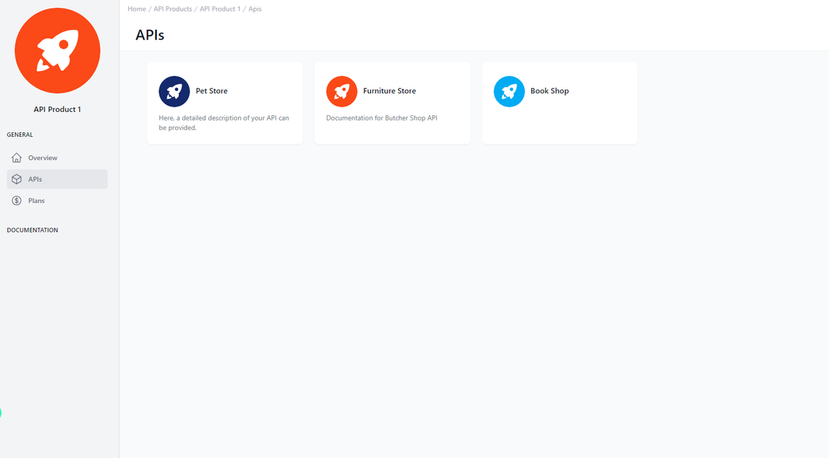 Home / API Products / API Product 1 / Apis
APIs
API Product 1
GENERAL
Overview
APIs
Plans
DOCUMENTATION
Pet Store
Here, a detailed description of your API can
be provided.
Furniture Store
Documentation for Butcher Shop API
Book Shop